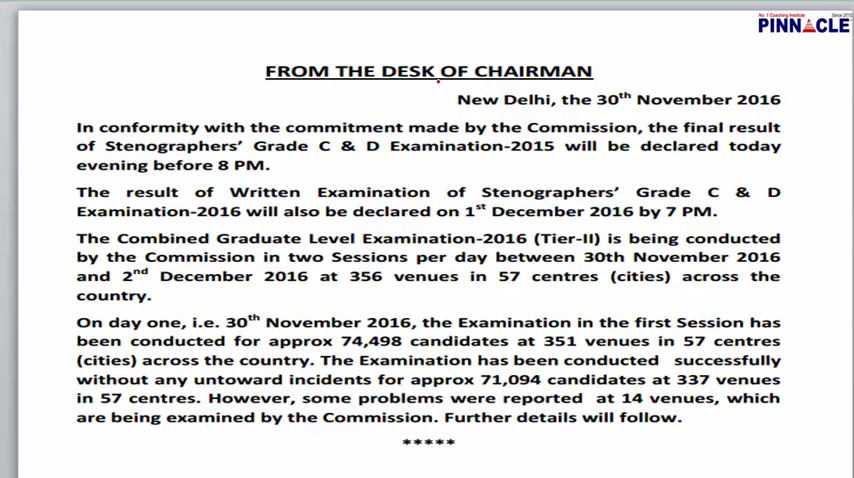 No. 1 Coaching Institute Since 2015
PINNACLE
FROM THE DESK OF CHAIRMAN
New Delhi, the 30th November 2016
In conformity with the commitment made by the Commission, the final result
of Stenographers’ Grade C & D Examination-2015 will be declared today
evening before 8 PM.
The result of Written Examination of Stenographers’ Grade C & D
Examination-2016 will also be declared on 1st December 2016 by 7 PM.
The Combined Graduate Level Examination-2016 (Tier-II) is being conducted
by the Commission in two Sessions per day between 30th November 2016
and 2nd December 2016 at 356 venues in 57 centres (cities) across the
country.
On day one, i.e. 30th November 2016, the Examination in the first Session has
been conducted for approx 74,498 candidates at 351 venues in 57 centres
(cities) across the country. The Examination has been conducted successfully
without any untoward incidents for approx 71,094 candidates at 337 venues
in 57 centres. However, some problems were reported at 14 venues, which
are being examined by the Commission. Further details will follow.
*****